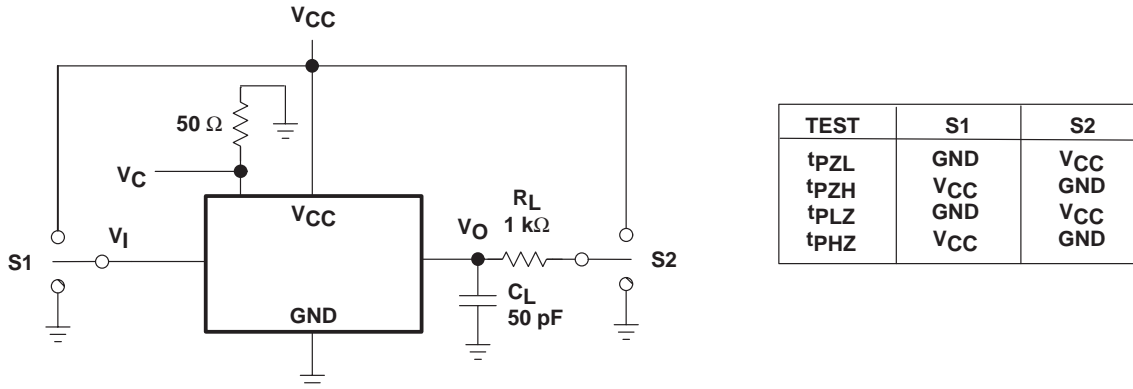 VCC
50 Ω
VC
VCC
VI
S1
GND
VO
RL
1 kΩ
S2
CL
50 pF
TEST S1 S2
tPZL GND VCC
tPZH VCC GND
tPLZ GND VCC
tPHZ VCC GND